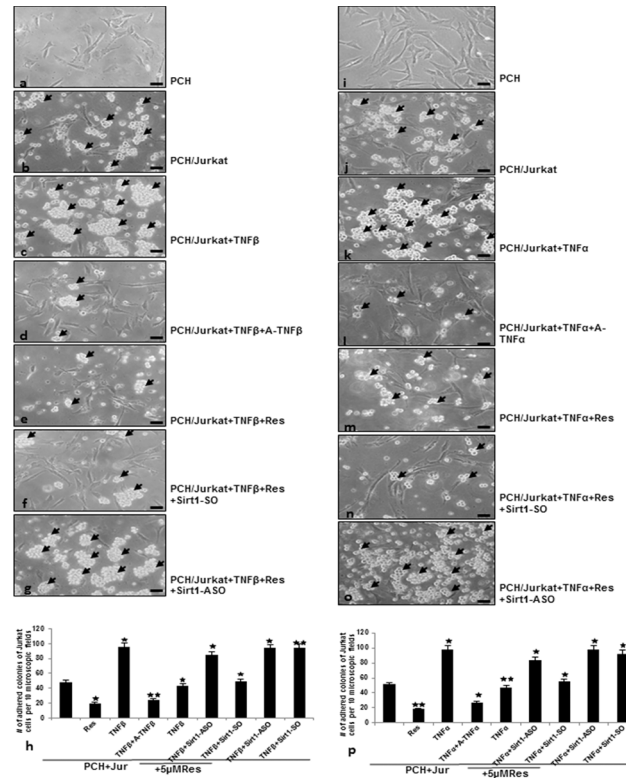 a
PCH
b
PCH/Jurkat
c
PCH/Jurkat+TNFβ
d
PCH/Jurkat+TNFβ+A-TNFβ
e
PCH/Jurkat+TNFβ+Res
f
PCH/Jurkat+TNFβ+Res
+Sirt1-SO
g
PCH/Jurkat+TNFβ+Res
+Sirt1-ASO
# of adhered colonies of Jurkat
cells per 10 microscopic fields
120
100
80
60
40
20
0
Res
TNFβ
TNFβ+A-TNFβ
TNFβ
TNFβ+Sirt1-ASO
TNFβ+Sirt1-SO
TNFβ+Sirt1-ASO
TNFβ+Sirt1-SO
h
PCH+Jur
+5µMRes
i
PCH
j
PCH/Jurkat
k
PCH/Jurkat+TNFα
l
PCH/Jurkat+TNFα+A-
TNFα
m
PCH/Jurkat+TNFα+Res
n
PCH/Jurkat+TNFα+Res
+Sirt1-SO
o
PCH/Jurkat+TNFα+Res
+Sirt1-ASO
# of adhered colonies of Jurkat
cells per 10 microscopic fields
120
100
80
60
40
20
0
Res
TNFα
TNFα+A-TNFα
TNFα
TNFα+Sirt1-ASO
TNFα+Sirt1-SO
TNFα+Sirt1-ASO
TNFα+Sirt1-SO
p
PCH+Jur
+5µMRes